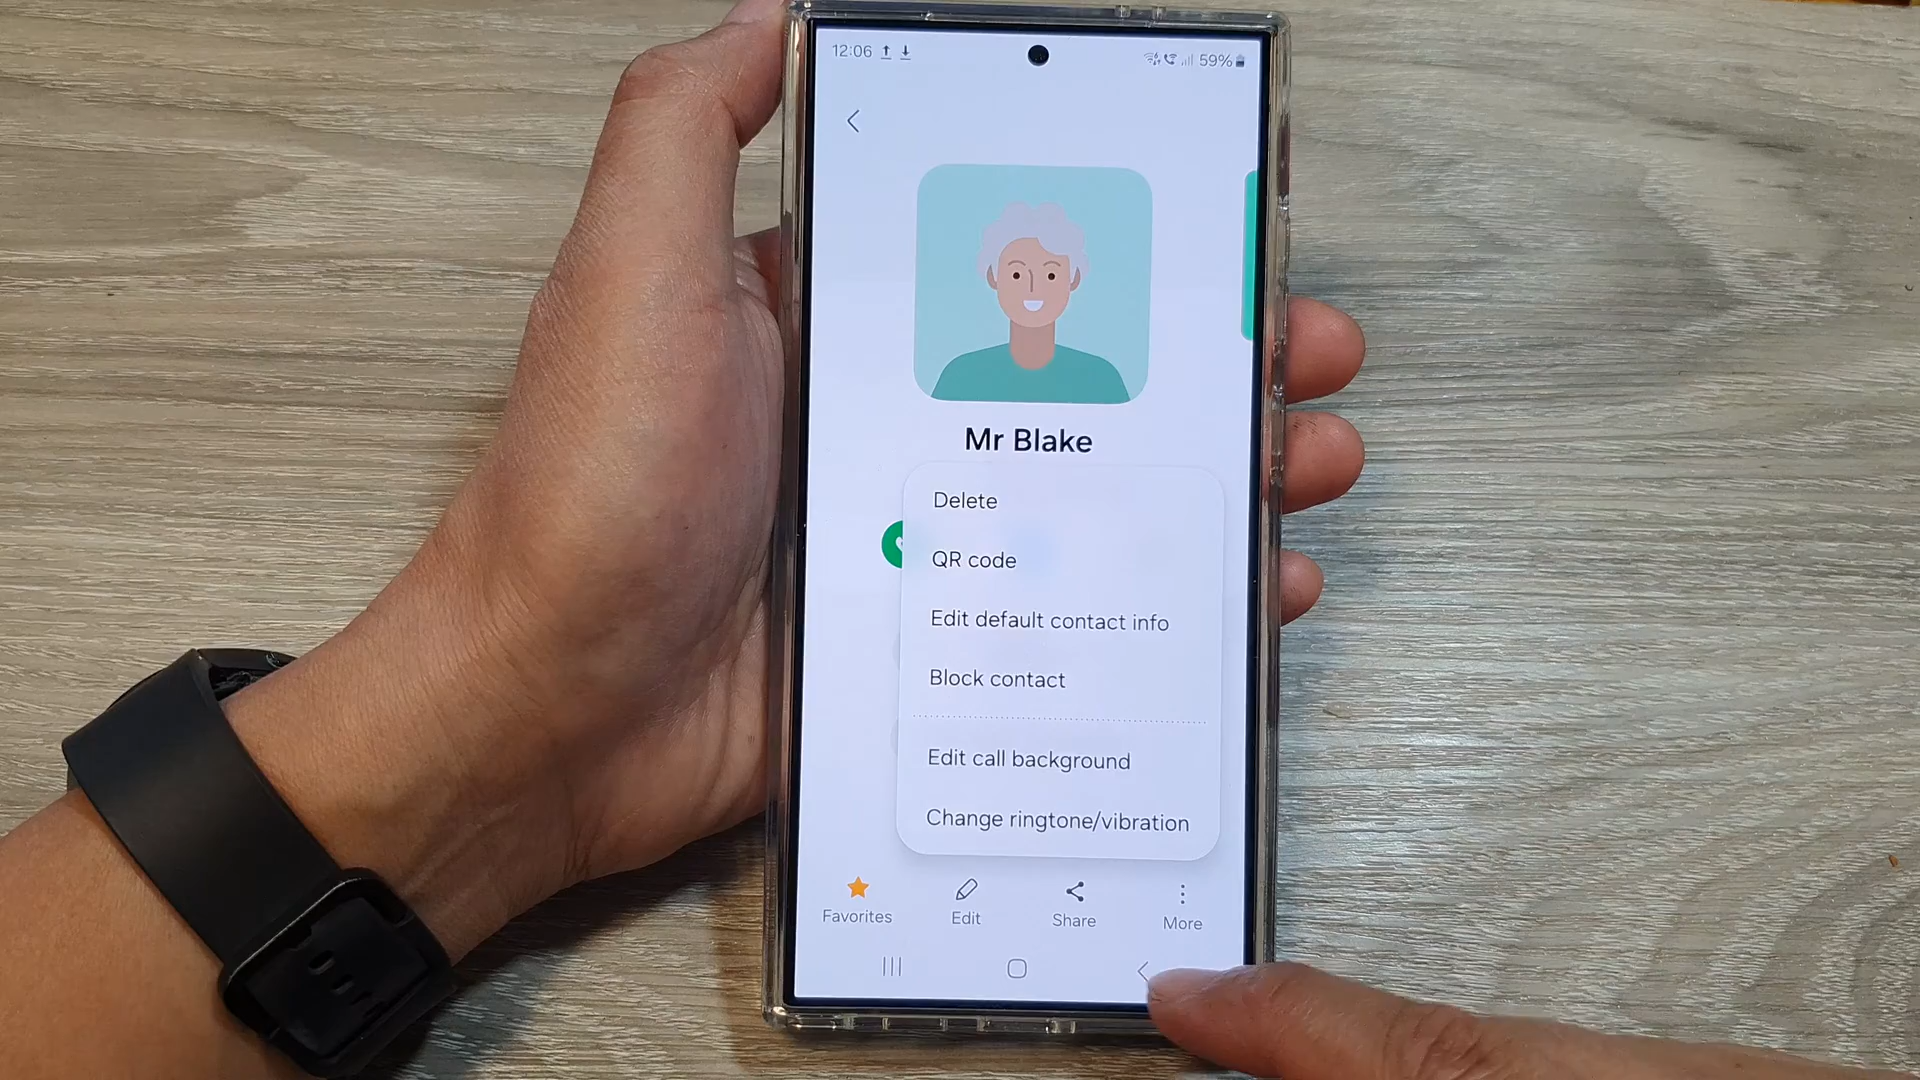 12:06
59%
Mr Blake
Delete
QR code
Edit default contact info
Block contact
Edit call background
Change ringtone/vibration
Favorites
Edit
Share
More